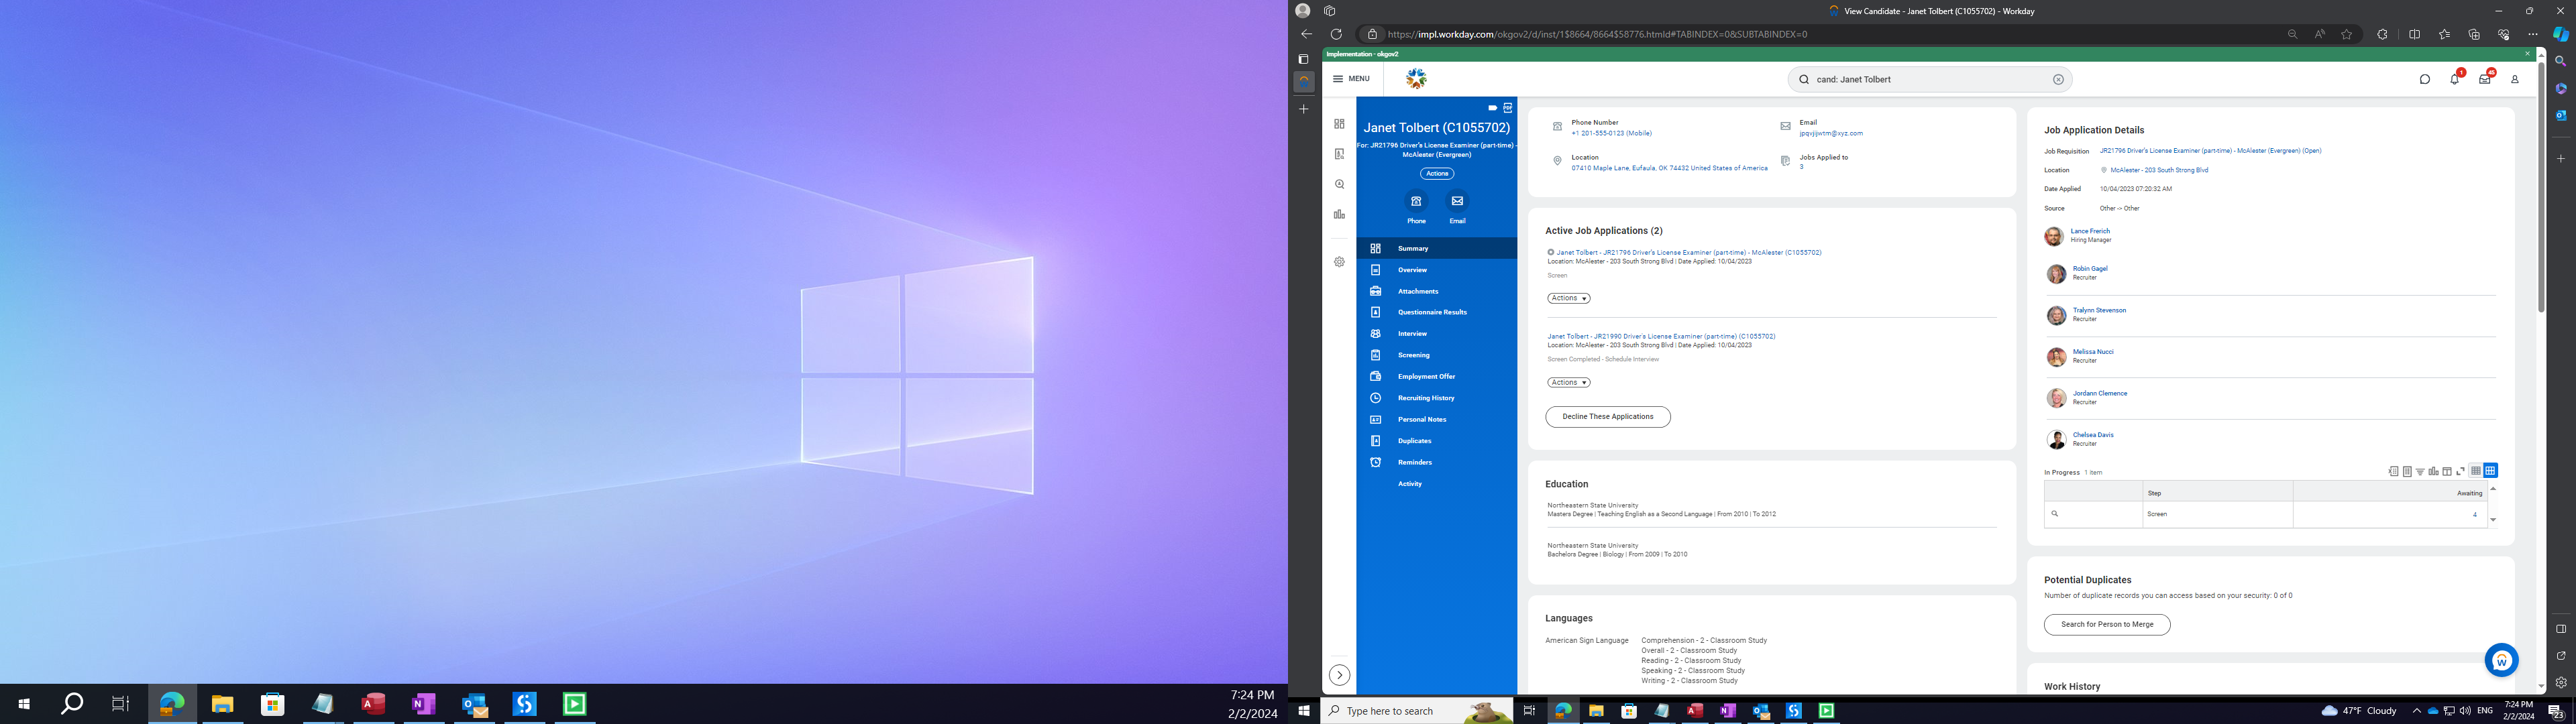 View Candidate - Janet Tolbert (C1055702) - Workday
https://impl.workday.com/okgov2/d/inst/1$8664/8664$58776.htmld#TABINDEX=0&SUBTABINDEX=0
Implementation - okgov2
MENU
cand: Janet Tolbert
1
45
PDF
Janet Tolbert (C1055702)
For: JR21796 Driver's License Examiner (part-time) -
McAlester (Evergreen)
Actions
Phone
Email
Summary
Overview
Attachments
Questionnaire Results
Interview
Screening
Employment Offer
Recruiting History
Personal Notes
Duplicates
Reminders
Activity
Phone Number
+1 201-555-0123 (Mobile)
Email
jpqvjijwtm@xyz.com
Location
07410 Maple Lane, Eufaula, OK 74432 United States of America
Jobs Applied to
3
Active Job Applications (2)
Janet Tolbert - JR21796 Driver's License Examiner (part-time) - McAlester (C1055702)
Location: McAlester - 203 South Strong Blvd | Date Applied: 10/04/2023
Screen
Actions
Janet Tolbert - JR21990 Driver's License Examiner (part-time) (C1055702)
Location: McAlester - 203 South Strong Blvd | Date Applied: 10/04/2023
Screen Completed - Schedule Interview
Actions
Decline These Applications
Education
Northeastern State University
Masters Degree | Teaching English as a Second Language | From 2010 | To 2012
Northeastern State University
Bachelors Degree | Biology | From 2009 | To 2010
Languages
American Sign Language
Comprehension - 2 - Classroom Study
Overall - 2 - Classroom Study
Reading - 2 - Classroom Study
Speaking - 2 - Classroom Study
Writing - 2 - Classroom Study
Job Application Details
Job Requisition JR21796 Driver's License Examiner (part-time) - McAlester (Evergreen) (Open)
Location McAlester - 203 South Strong Blvd
Date Applied 10/04/2023 07:20:32 AM
Source Other -> Other
Lance Frerich
Hiring Manager
Robin Gagel
Recruiter
Tralynn Stevenson
Recruiter
Melissa Nucci
Recruiter
Jordann Clemence
Recruiter
Chelsea Davis
Recruiter
In Progress 1 item
Step Awaiting
Screen 4
Potential Duplicates
Number of duplicate records you can access based on your security: 0 of 0
Search for Person to Merge
Work History
7:24 PM
2/2/2024
Type here to search
47°F Cloudy
ENG
7:24 PM
2/2/2024
23